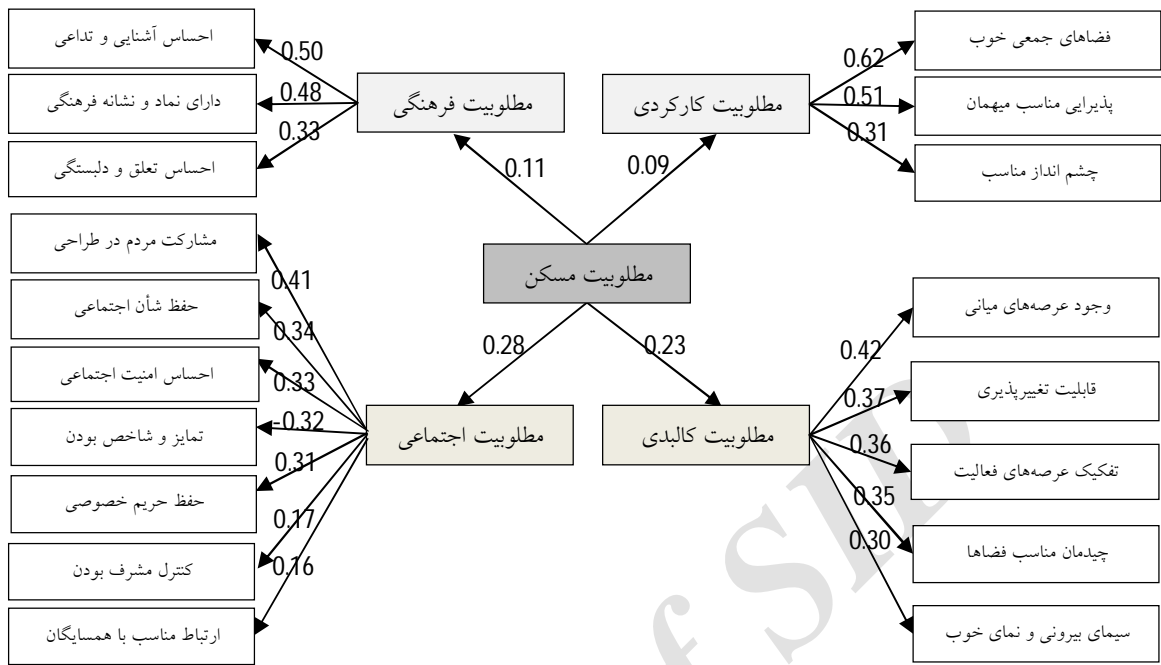 فضاهای جمعی خوب
0.62
پذیرایی مناسب میهمان
0.51
چشم انداز مناسب
0.31
مطلوبیت کارکردی
0.09
احساس آشنایی و تداعی
0.50
دارای نماد و نشانه فرهنگی
0.48
احساس تعلق و دلبستگی
0.33
مطلوبیت فرهنگی
0.11
مطلوبیت مسکن
وجود عرصه‌های میانی
0.42
قابلیت تغییرپذیری
0.37
تفکیک عرصه‌های فعالیت
0.36
چیدمان مناسب فضاها
0.35
سیمای بیرونی و نمای خوب
0.30
مطلوبیت کالبدی
0.23
مشارکت مردم در طراحی
0.41
حفظ شأن اجتماعی
0.34
احساس امنیت اجتماعی
0.33
تمایز و شاخص بودن
-0.32
حفظ حریم خصوصی
0.31
کنترل مشرف بودن
0.17
ارتباط مناسب با همسایگان
0.16
مطلوبیت اجتماعی
0.28
of SID